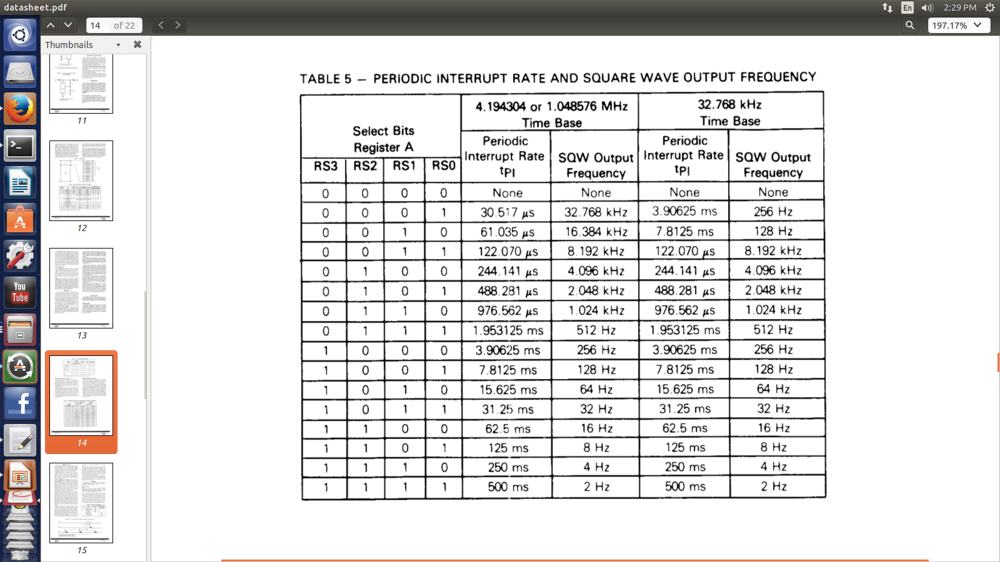 datasheet.pdf
En
2:29 PM
14 of 22
197.17%
Thumbnails
11
12
13
14
15
You
Tube
TABLE 5 — PERIODIC INTERRUPT RATE AND SQUARE WAVE OUTPUT FREQUENCY
Select Bits
Register A
4.194304 or 1.048576 MHz
Time Base
32.768 kHz
Time Base
RS3 RS2 RS1 RS0
Periodic
Interrupt Rate
tPI
SQW Output
Frequency
Periodic
Interrupt Rate
tPI
SQW Output
Frequency
0 0 0 0 None None None None
0 0 0 1 30.517 μs 32.768 kHz 3.90625 ms 256 Hz
0 0 1 0 61.035 μs 16.384 kHz 7.8125 ms 128 Hz
0 0 1 1 122.070 μs 8.192 kHz 122.070 μs 8.192 kHz
0 1 0 0 244.141 μs 4.096 kHz 244.141 μs 4.096 kHz
0 1 0 1 488.281 μs 2.048 kHz 488.281 μs 2.048 kHz
0 1 1 0 976.562 μs 1.024 kHz 976.562 μs 1.024 kHz
0 1 1 1 1.953125 ms 512 Hz 1.953125 ms 512 Hz
1 0 0 0 3.90625 ms 256 Hz 3.90625 ms 256 Hz
1 0 0 1 7.8125 ms 128 Hz 7.8125 ms 128 Hz
1 0 1 0 15.625 ms 64 Hz 15.625 ms 64 Hz
1 0 1 1 31.25 ms 32 Hz 31.25 ms 32 Hz
1 1 0 0 62.5 ms 16 Hz 62.5 ms 16 Hz
1 1 0 1 125 ms 8 Hz 125 ms 8 Hz
1 1 1 0 250 ms 4 Hz 250 ms 4 Hz
1 1 1 1 500 ms 2 Hz 500 ms 2 Hz